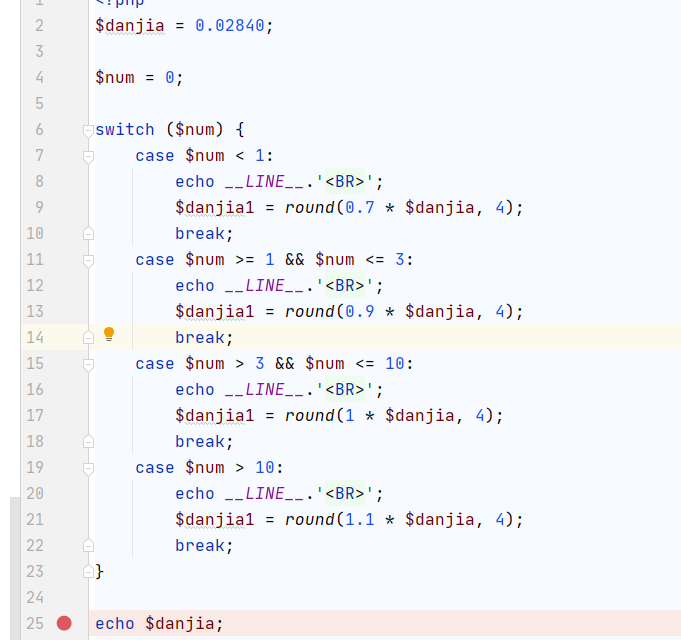 1 <?php
2 $danjia = 0.02840;
3
4 $num = 0;
5
6 switch ($num) {
7 case $num < 1:
8 echo __LINE__.'<BR>';
9 $danjia1 = round(0.7 * $danjia, 4);
10 break;
11 case $num >= 1 && $num <= 3:
12 echo __LINE__.'<BR>';
13 $danjia1 = round(0.9 * $danjia, 4);
14 break;
15 case $num > 3 && $num <= 10:
16 echo __LINE__.'<BR>';
17 $danjia1 = round(1 * $danjia, 4);
18 break;
19 case $num > 10:
20 echo __LINE__.'<BR>';
21 $danjia1 = round(1.1 * $danjia, 4);
22 break;
23 }
24
25 echo $danjia;